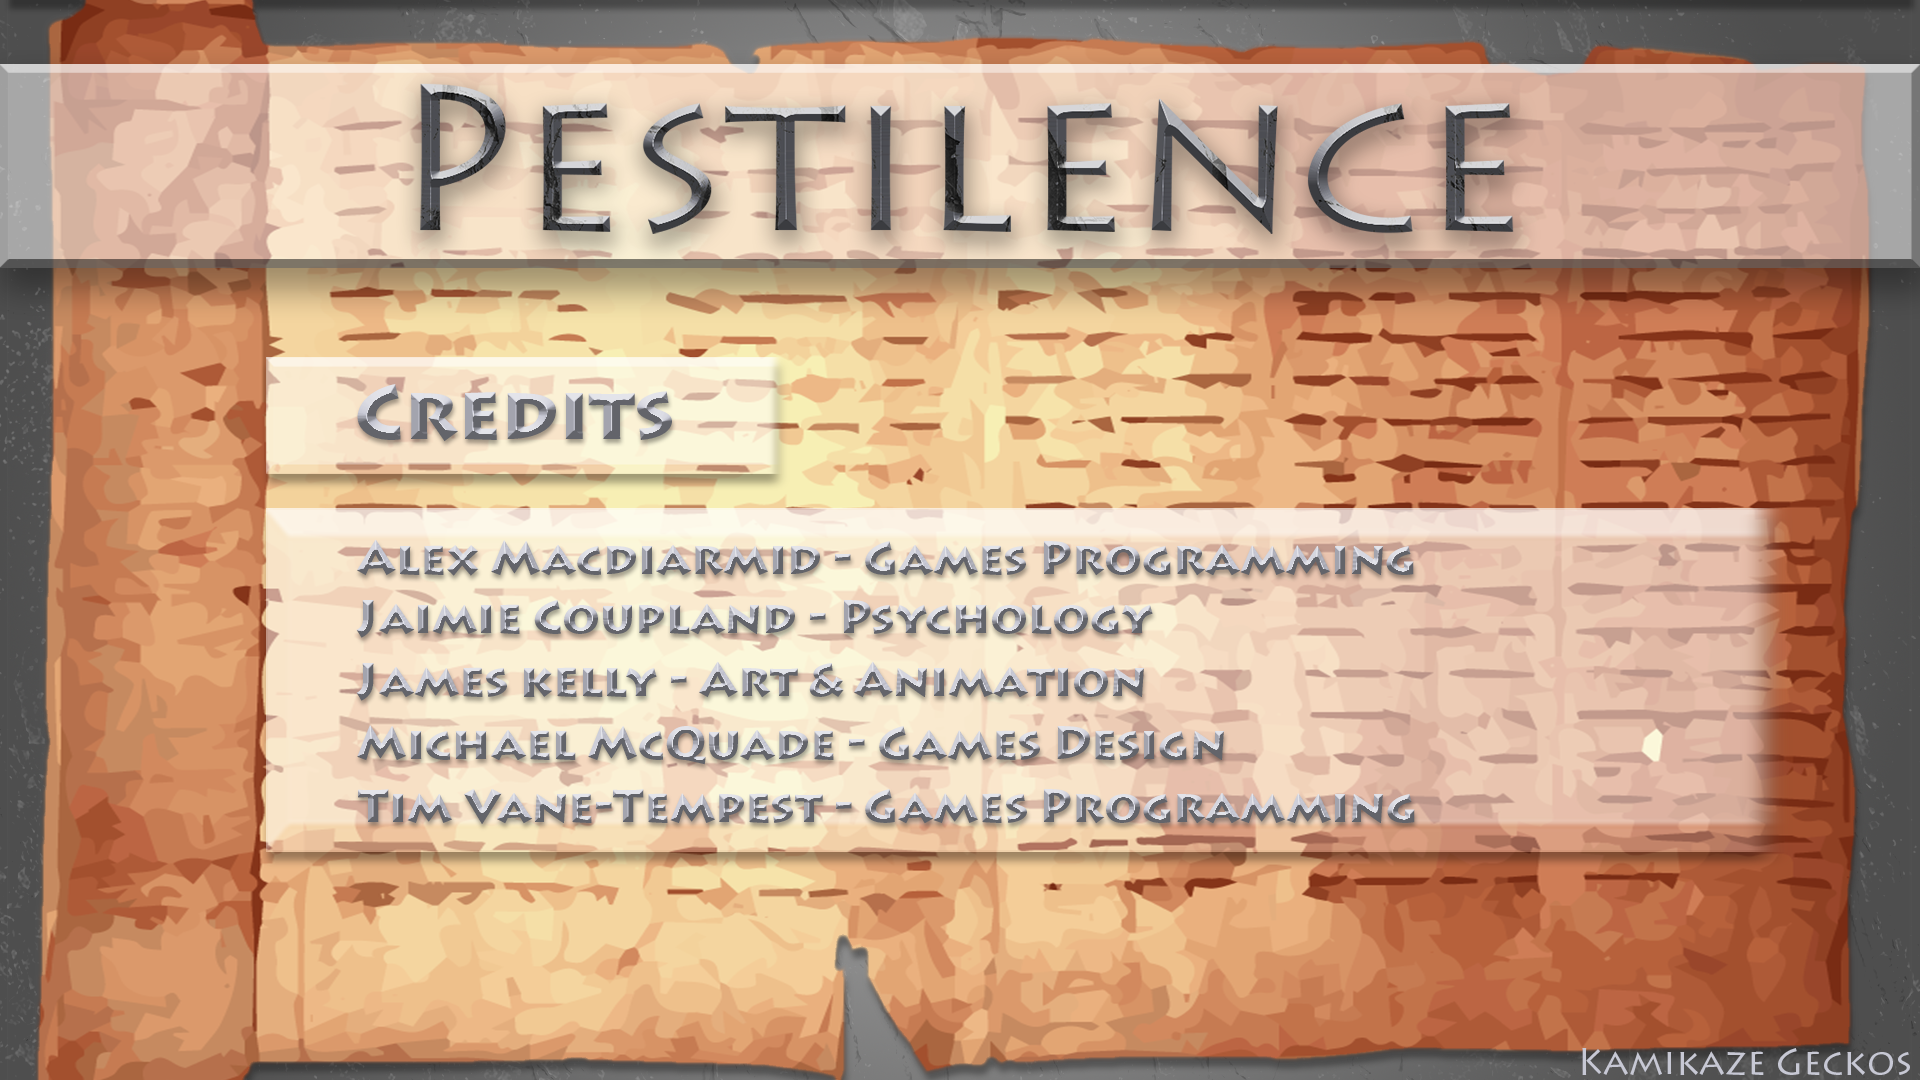 Pestilence
Credits
Alex Macdiarmid - Games Programming
Jaimie Coupland - Psychology
James kelly - Art & Animation
Michael McQuade - Games Design
Tim Vane-Tempest - Games Programming
Kamikaze Geckos